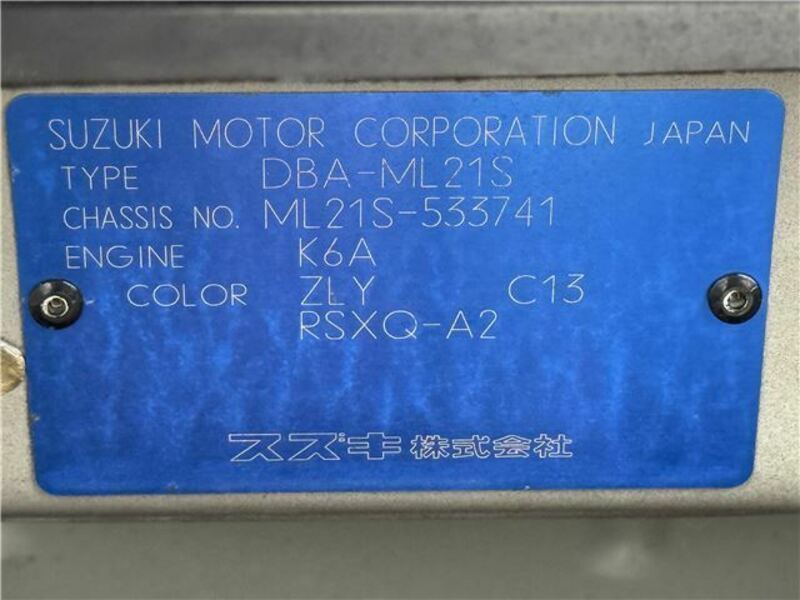 SUZUKI MOTOR CORPORATION JAPAN
TYPE DBA-ML21S
CHASSIS NO. ML21S-533741
ENGINE K6A
COLOR ZLY C13
RSXQ-A2
スズキ株式会社